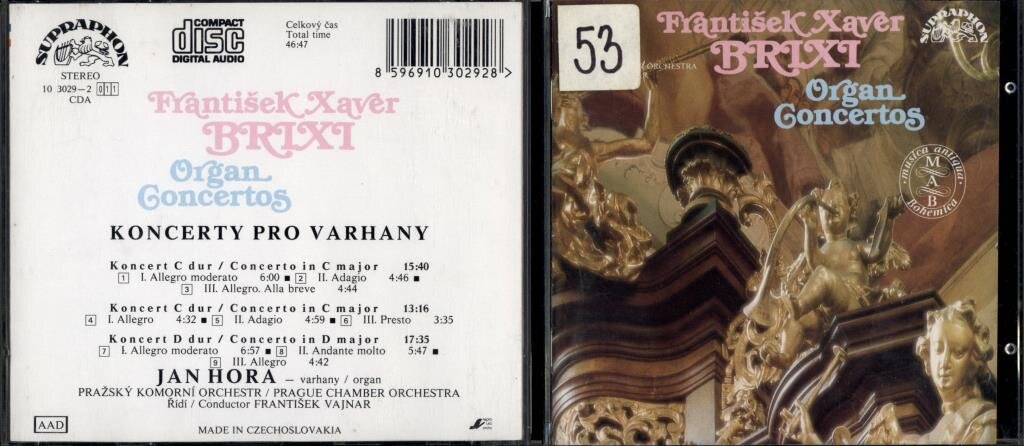 SUPRAPHON
STEREO
10 3029-2 011
CDA
COMPACT
disc
DIGITAL AUDIO
Celkový čas
Total time
46:47
8 596910 302928 >
František Xaver
BRIXI
Organ
Concertos
KONCERTY PRO VARHANY
Koncert C dur / Concerto in C major 15:40
1 I. Allegro moderato 6:00 ■ 2 II. Adagio 4:46 ■
3 III. Allegro. Alla breve 4:44
Koncert C dur / Concerto in C major 13:16
4 I. Allegro 4:32 ■ 5 II. Adagio 4:59 ■ 6 III. Presto 3:35
Koncert D dur / Concerto in D major 17:35
7 I. Allegro moderato 6:57 ■ 8 II. Andante molto 5:47 ■
9 III. Allegro 4:42
JAN HORA – varhany / organ
PRAŽSKÝ KOMORNÍ ORCHESTR / PRAGUE CHAMBER ORCHESTRA
Řídí / Conductor FRANTIŠEK VAJNAR
AAD
MADE IN CZECHOSLOVAKIA
53
František Xaver
BRIXI
ORCHESTRA
Organ
Concertos
SUPRAPHON
musica antiqua
MAB
Bohemica